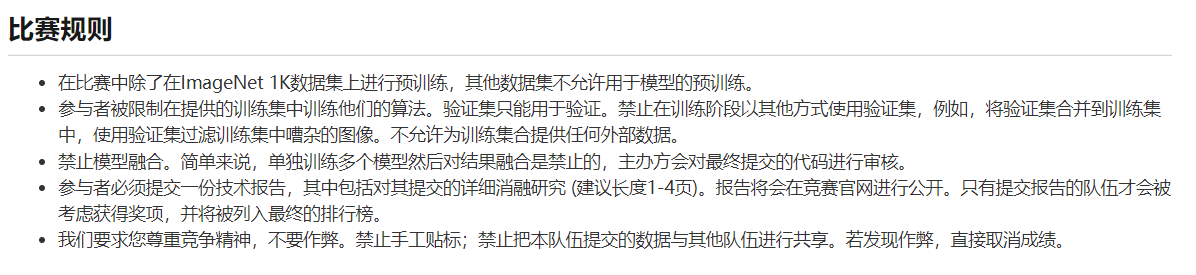 比赛规则
在比赛中除了在ImageNet 1K数据集上进行预训练，其他数据集不允许用于模型的预训练。
参与者被限制在提供的训练集中训练他们的算法。验证集只能用于验证。禁止在训练阶段以其他方式使用验证集，例如，将验证集合并到训练集
中，使用验证集过滤训练集中嘈杂的图像。不允许为训练集合提供任何外部数据。
禁止模型融合。简单来说，单独训练多个模型然后对结果融合是禁止的，主办方会对最终提交的代码进行审核。
参与者必须提交一份技术报告，其中包括对其提交的详细消融研究 (建议长度1-4页)。报告将会在竞赛官网进行公开。只有提交报告的队伍才会被
考虑获得奖项，并将被列入最终的排行榜。
我们要求您尊重竞争精神，不要作弊。禁止手工贴标；禁止把本队伍提交的数据与其他队伍进行共享。若发现作弊，直接取消成绩。